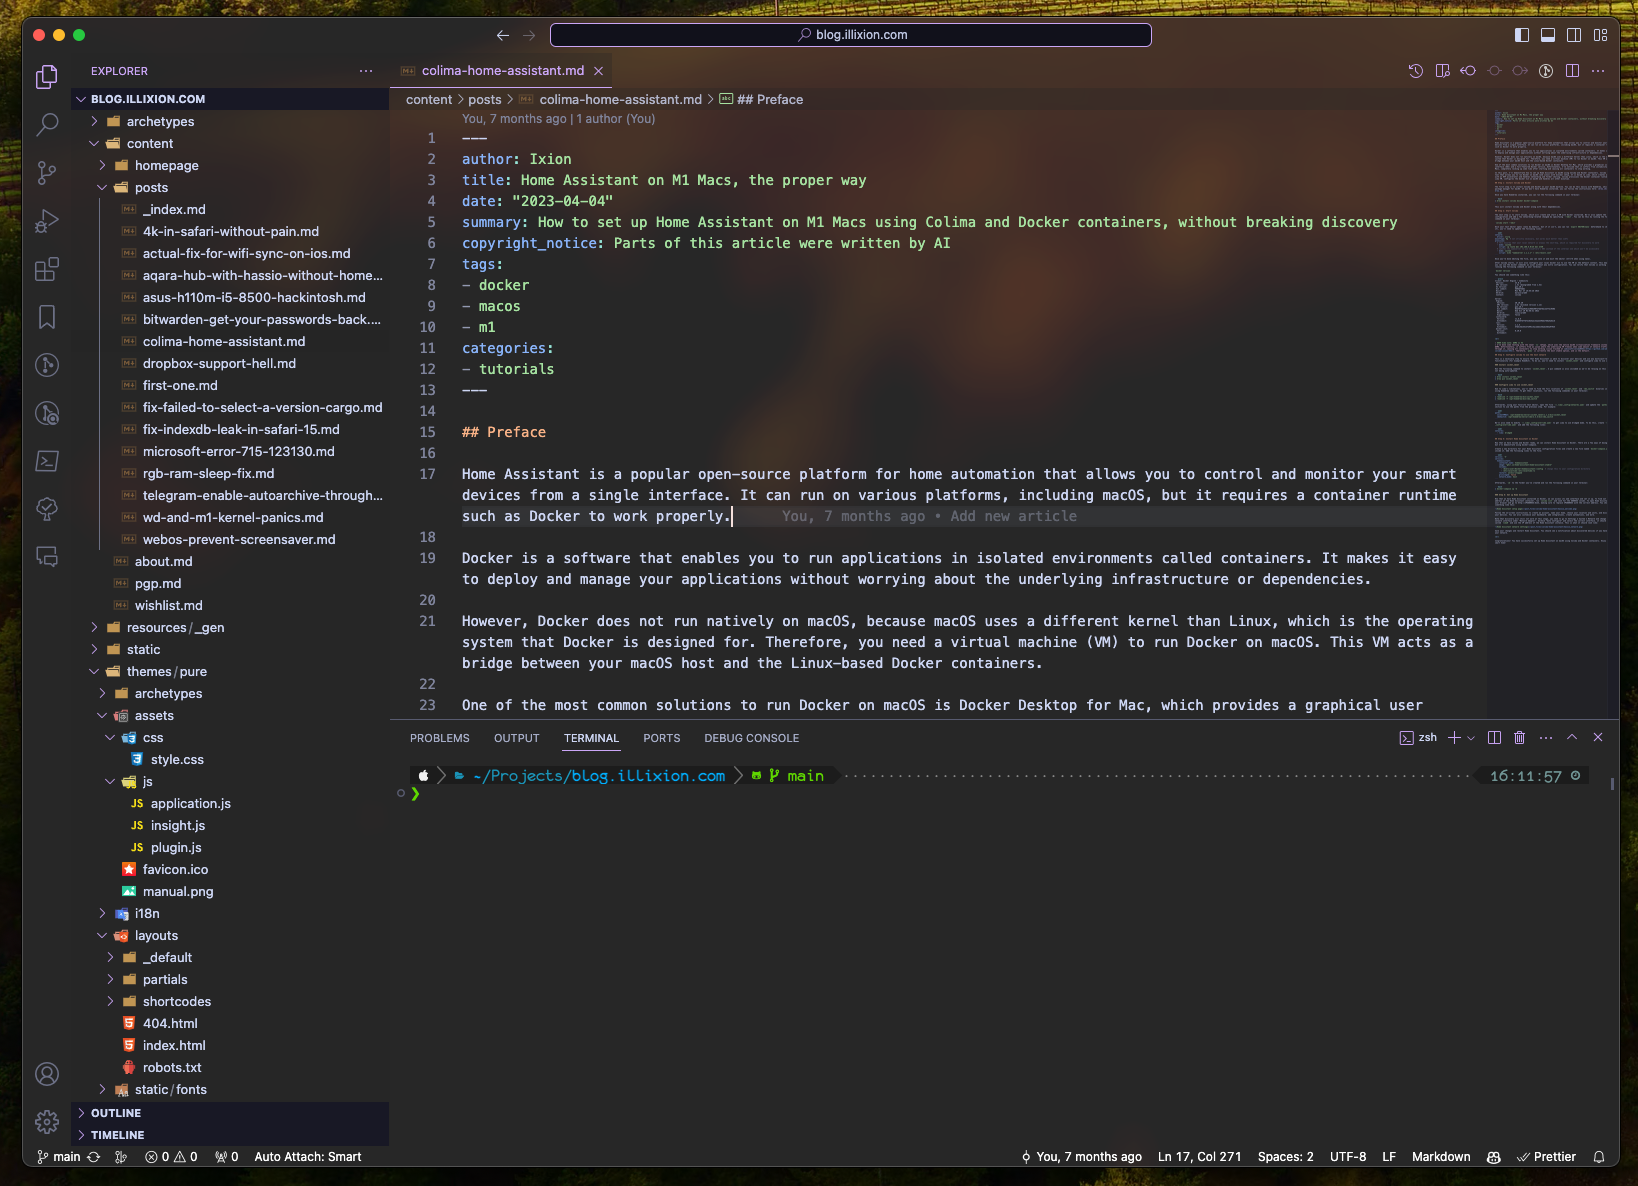 blog.illixion.com
EXPLORER
BLOG.ILLIXION.COM
archetypes
content
homepage
posts
_index.md
4k-in-safari-without-pain.md
actual-fix-for-wifi-sync-on-ios.md
aqara-hub-with-hassio-without-home...
asus-h110m-i5-8500-hackintosh.md
bitwarden-get-your-passwords-back....
colima-home-assistant.md
dropbox-support-hell.md
first-one.md
fix-failed-to-select-a-version-cargo.md
fix-indexdb-leak-in-safari-15.md
microsoft-error-715-123130.md
rgb-ram-sleep-fix.md
telegram-enable-autoarchive-through...
wd-and-m1-kernel-panics.md
webos-prevent-screensaver.md
about.md
pgp.md
wishlist.md
resources/_gen
static
themes/pure
archetypes
assets
css
style.css
js
JS application.js
JS insight.js
JS plugin.js
favicon.ico
manual.png
i18n
layouts
_default
partials
shortcodes
404.html
index.html
robots.txt
static/fonts
OUTLINE
TIMELINE
colima-home-assistant.md
content > posts > colima-home-assistant.md > ## Preface
You, 7 months ago | 1 author (You)
1 ---
2 author: Ixion
3 title: Home Assistant on M1 Macs, the proper way
4 date: "2023-04-04"
5 summary: How to set up Home Assistant on M1 Macs using Colima and Docker containers, without breaking discovery
6 copyright_notice: Parts of this article were written by AI
7 tags:
8 - docker
9 - macos
10 - m1
11 categories:
12 - tutorials
13 ---
14
15 ## Preface
16
17 Home Assistant is a popular open-source platform for home automation that allows you to control and monitor your smart
devices from a single interface. It can run on various platforms, including macOS, but it requires a container runtime
such as Docker to work properly. You, 7 months ago • Add new article
18
19 Docker is a software that enables you to run applications in isolated environments called containers. It makes it easy
to deploy and manage your applications without worrying about the underlying infrastructure or dependencies.
20
21 However, Docker does not run natively on macOS, because macOS uses a different kernel than Linux, which is the operating
system that Docker is designed for. Therefore, you need a virtual machine (VM) to run Docker on macOS. This VM acts as a
bridge between your macOS host and the Linux-based Docker containers.
22
23 One of the most common solutions to run Docker on macOS is Docker Desktop for Mac, which provides a graphical user
PROBLEMS OUTPUT TERMINAL PORTS DEBUG CONSOLE
zsh
~/Projects/blog.illixion.com main 16:11:57
❯
main 0 0 0 Auto Attach: Smart
You, 7 months ago Ln 17, Col 271 Spaces: 2 UTF-8 LF Markdown Prettier